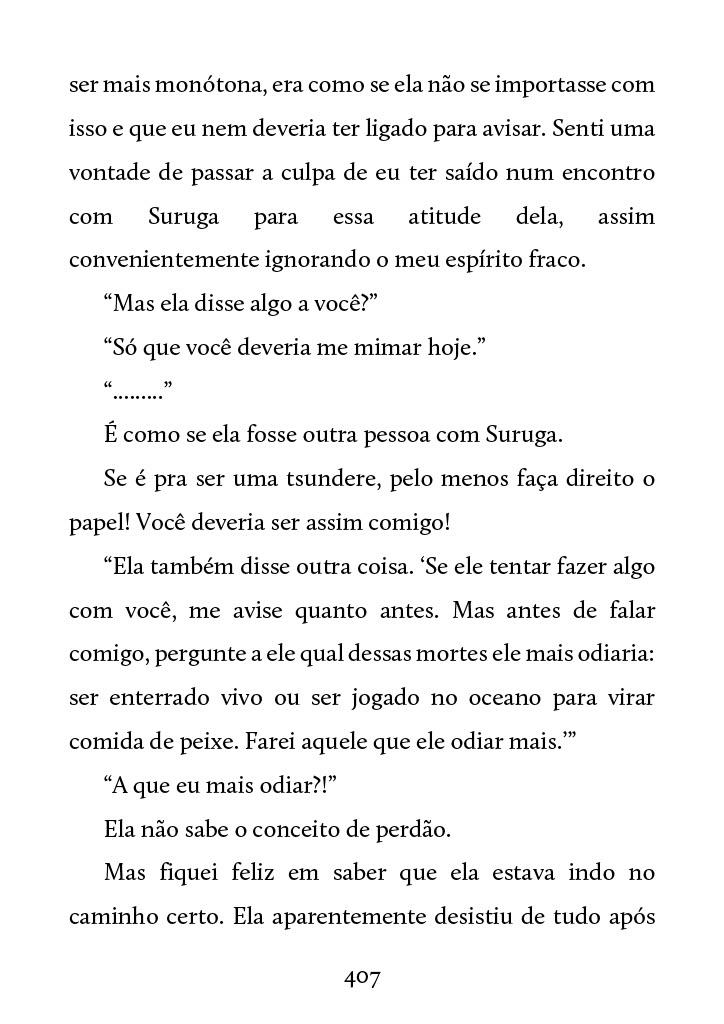 ser mais monótona, era como se ela não se importasse com
isso e que eu nem deveria ter ligado para avisar. Senti uma
vontade de passar a culpa de eu ter saído num encontro
com Suruga para essa atitude dela, assim
convenientemente ignorando o meu espírito fraco.
“Mas ela disse algo a você?”
“Só que você deveria me mimar hoje.”
“.........”
É como se ela fosse outra pessoa com Suruga.
Se é pra ser uma tsundere, pelo menos faça direito o
papel! Você deveria ser assim comigo!
“Ela também disse outra coisa. ‘Se ele tentar fazer algo
com você, me avise quanto antes. Mas antes de falar
comigo, pergunte a ele qual dessas mortes ele mais odiaria:
ser enterrado vivo ou ser jogado no oceano para virar
comida de peixe. Farei aquele que ele odiar mais.’”
“A que eu mais odiar?!”
Ela não sabe o conceito de perdão.
Mas fiquei feliz em saber que ela estava indo no
caminho certo. Ela aparentemente desistiu de tudo após
407